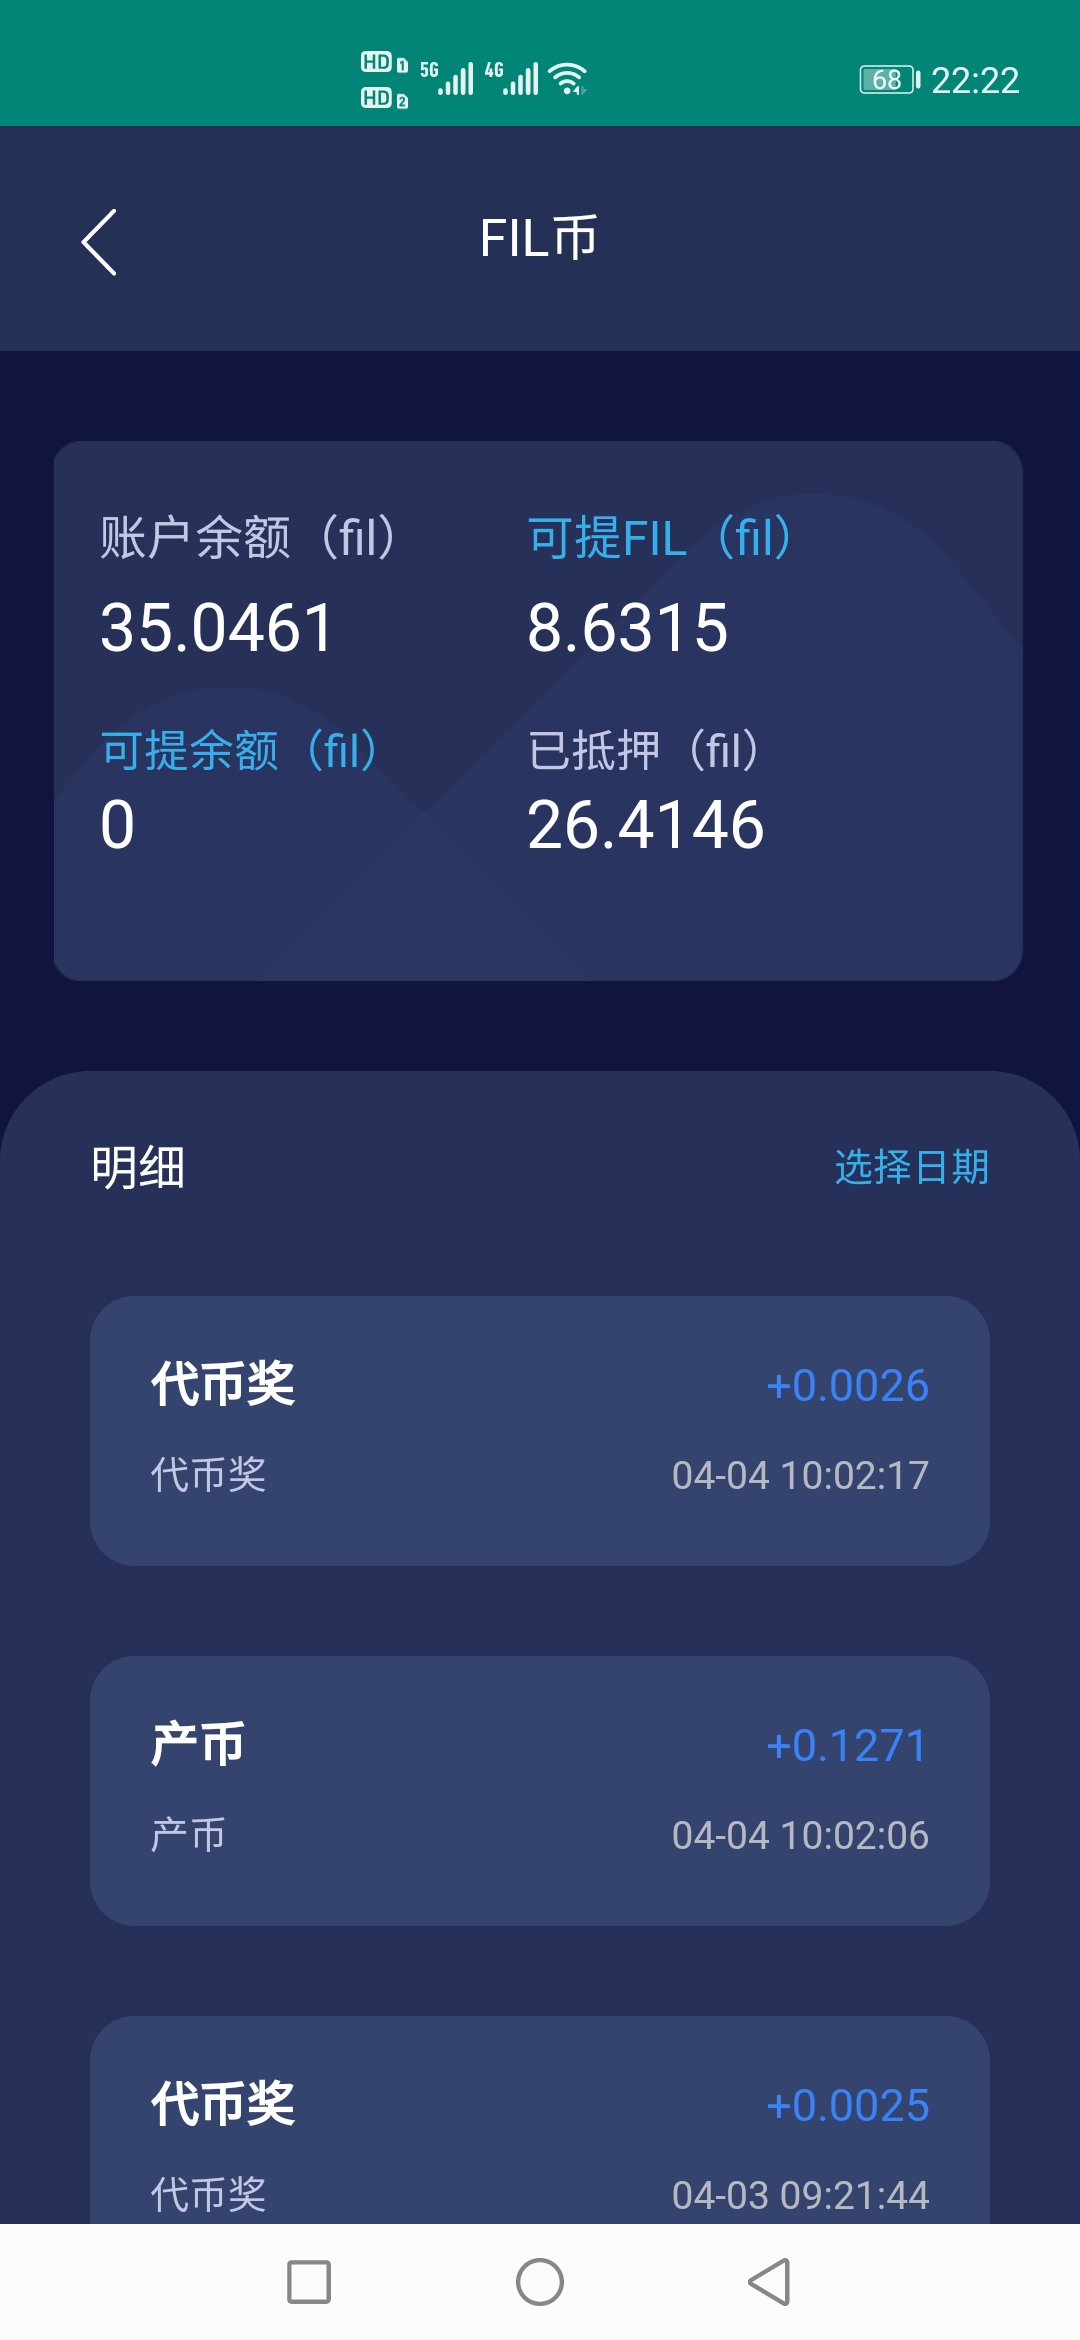 HD 1 5G 4G 68 22:22
HD 2
FIL币
账户余额（fil） 可提FIL（fil）
35.0461 8.6315
可提余额（fil） 已抵押（fil）
0 26.4146
明细 选择日期
代币奖 +0.0026
代币奖 04-04 10:02:17
产币 +0.1271
产币 04-04 10:02:06
代币奖 +0.0025
代币奖 04-03 09:21:44